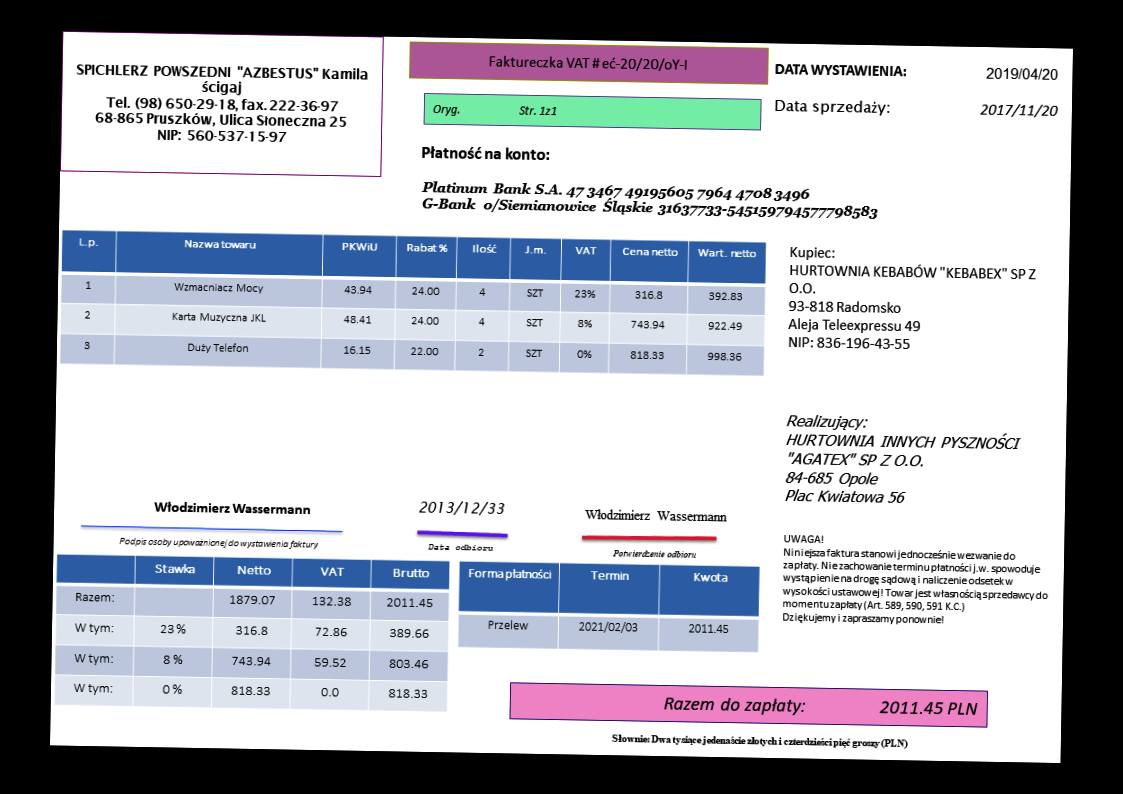 SPICHLERZ POWSZEDNI "AZBESTUS" Kamila
ścigaj
Tel. (98) 650-29-18, fax. 222-36-97
68-865 Pruszków, Ulica Słoneczna 25
NIP: 560-537-15-97
Faktureczka VAT # eć-20/20/oY-I
Oryg. Str. 1z1
DATA WYSTAWIENIA: 2019/04/20
Data sprzedaży: 2017/11/20
Płatność na konto:
Platinum Bank S.A. 47 3467 49195605 7964 4708 3496
G-Bank o/Siemianowice Śląskie 31637733-545159794577798583
L.p. Nazwa towaru PKWiU Rabat % Ilość J.m. VAT Cena netto Wart. netto
1 Wzmacniacz Mocy 43.94 24.00 4 SZT 23% 316.8 392.83
2 Karta Muzyczna JKL 48.41 24.00 4 SZT 8% 743.94 922.49
3 Duży Telefon 16.15 22.00 2 SZT 0% 818.33 998.36
Kupiec:
HURTOWNIA KEBABÓW "KEBABEX" SP Z
O.O.
93-818 Radomsko
Aleja Teleexpressu 49
NIP: 836-196-43-55
Realizujący:
HURTOWNIA INNYCH PYSZNOŚCI
"AGATEX" SP Z O.O.
84-685 Opole
Plac Kwiatowa 56
Włodzimierz Wassermann
Podpis osoby upoważnionej do wystawienia faktury
2013/12/33
Data odbioru
Włodzimierz Wassermann
Potwierdzenie odbioru
UWAGA!
Niniejsza faktura stanowi jednocześnie wezwanie do
zapłaty. Nie zachowanie terminu płatności j.w. spowoduje
wystąpienie na drogę sądową i naliczenie odsetek w
wysokości ustawowej! Towar jest własnością sprzedawcy do
momentu zapłaty (Art. 589, 590, 591 K.C.)
Dziękujemy i zapraszamy ponownie!
Stawka Netto VAT Brutto
Razem: 1879.07 132.38 2011.45
W tym: 23 % 316.8 72.86 389.66
W tym: 8 % 743.94 59.52 803.46
W tym: 0 % 818.33 0.0 818.33
Forma płatności Termin Kwota
Przelew 2021/02/03 2011.45
Razem do zapłaty: 2011.45 PLN
Słownie: Dwa tysiące jedenaście złotych i czterdzieści pięć groszy (PLN)